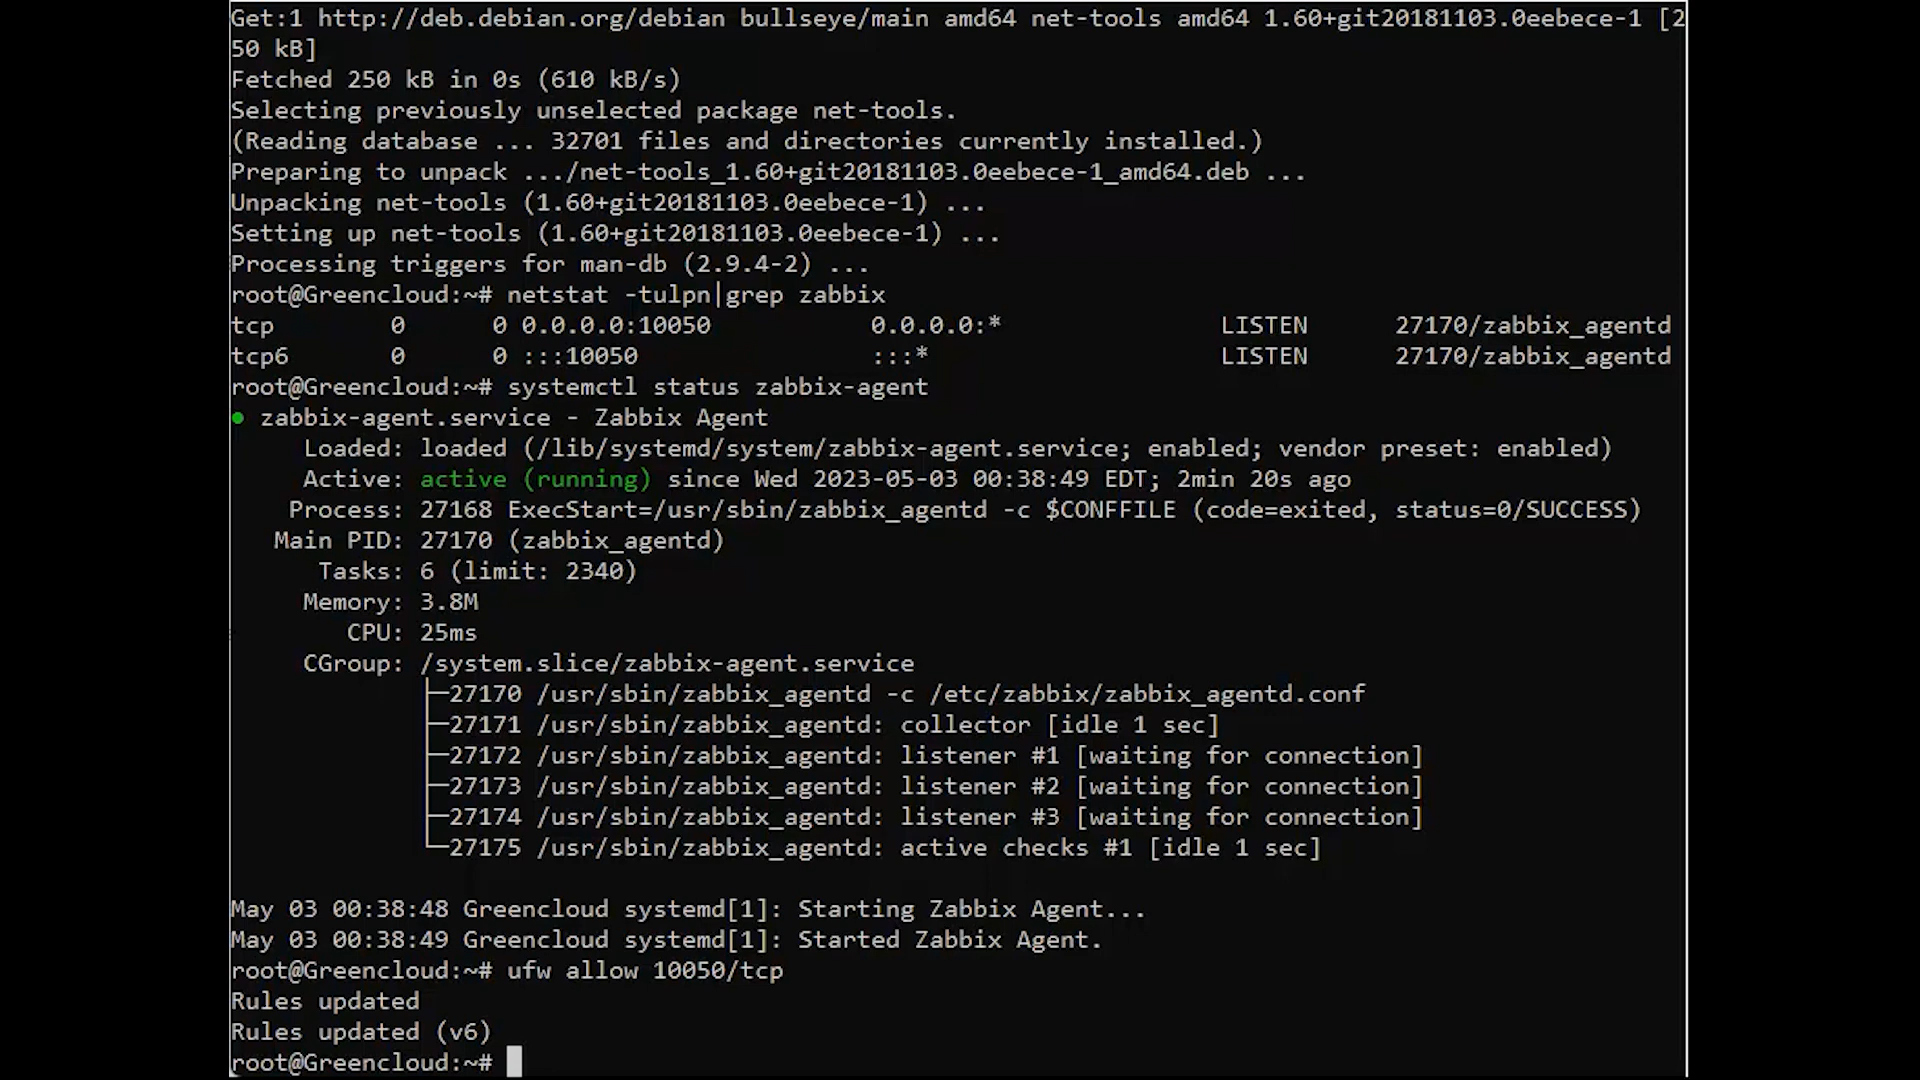 Get:1 http://deb.debian.org/debian bullseye/main amd64 net-tools amd64 1.60+git20181103.0eebece-1 [2
50 kB]
Fetched 250 kB in 0s (610 kB/s)
Selecting previously unselected package net-tools.
(Reading database ... 32701 files and directories currently installed.)
Preparing to unpack .../net-tools_1.60+git20181103.0eebece-1_amd64.deb ...
Unpacking net-tools (1.60+git20181103.0eebece-1) ...
Setting up net-tools (1.60+git20181103.0eebece-1) ...
Processing triggers for man-db (2.9.4-2) ...
root@Greencloud:~# netstat -tulpn|grep zabbix
tcp        0      0 0.0.0.0:10050           0.0.0.0:*               LISTEN      27170/zabbix_agentd
tcp6       0      0 :::10050                :::*                    LISTEN      27170/zabbix_agentd
root@Greencloud:~# systemctl status zabbix-agent
● zabbix-agent.service - Zabbix Agent
     Loaded: loaded (/lib/systemd/system/zabbix-agent.service; enabled; vendor preset: enabled)
     Active: active (running) since Wed 2023-05-03 00:38:49 EDT; 2min 20s ago
    Process: 27168 ExecStart=/usr/sbin/zabbix_agentd -c $CONFFILE (code=exited, status=0/SUCCESS)
   Main PID: 27170 (zabbix_agentd)
      Tasks: 6 (limit: 2340)
     Memory: 3.8M
        CPU: 25ms
     CGroup: /system.slice/zabbix-agent.service
             ├─27170 /usr/sbin/zabbix_agentd -c /etc/zabbix/zabbix_agentd.conf
             ├─27171 /usr/sbin/zabbix_agentd: collector [idle 1 sec]
             ├─27172 /usr/sbin/zabbix_agentd: listener #1 [waiting for connection]
             ├─27173 /usr/sbin/zabbix_agentd: listener #2 [waiting for connection]
             ├─27174 /usr/sbin/zabbix_agentd: listener #3 [waiting for connection]
             └─27175 /usr/sbin/zabbix_agentd: active checks #1 [idle 1 sec]

May 03 00:38:48 Greencloud systemd[1]: Starting Zabbix Agent...
May 03 00:38:49 Greencloud systemd[1]: Started Zabbix Agent.
root@Greencloud:~# ufw allow 10050/tcp
Rules updated
Rules updated (v6)
root@Greencloud:~#